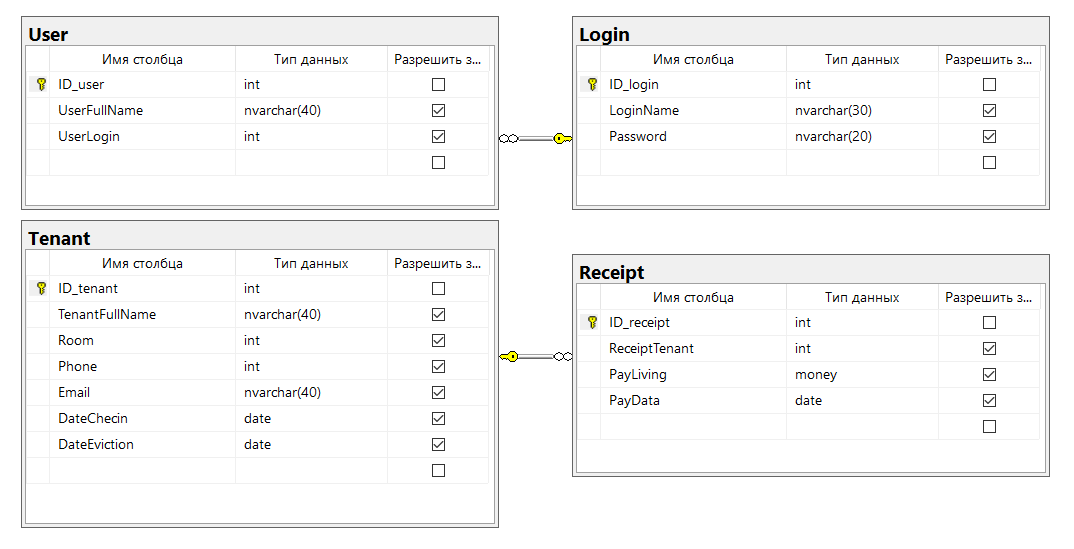 User
Имя столбца Тип данных Разрешить з...
ID_user int
UserFullName nvarchar(40)
UserLogin int
Login
Имя столбца Тип данных Разрешить з...
ID_login int
LoginName nvarchar(30)
Password nvarchar(20)
Tenant
Имя столбца Тип данных Разрешить з...
ID_tenant int
TenantFullName nvarchar(40)
Room int
Phone int
Email nvarchar(40)
DateChecin date
DateEviction date
Receipt
Имя столбца Тип данных Разрешить з...
ID_receipt int
ReceiptTenant int
PayLiving money
PayData date